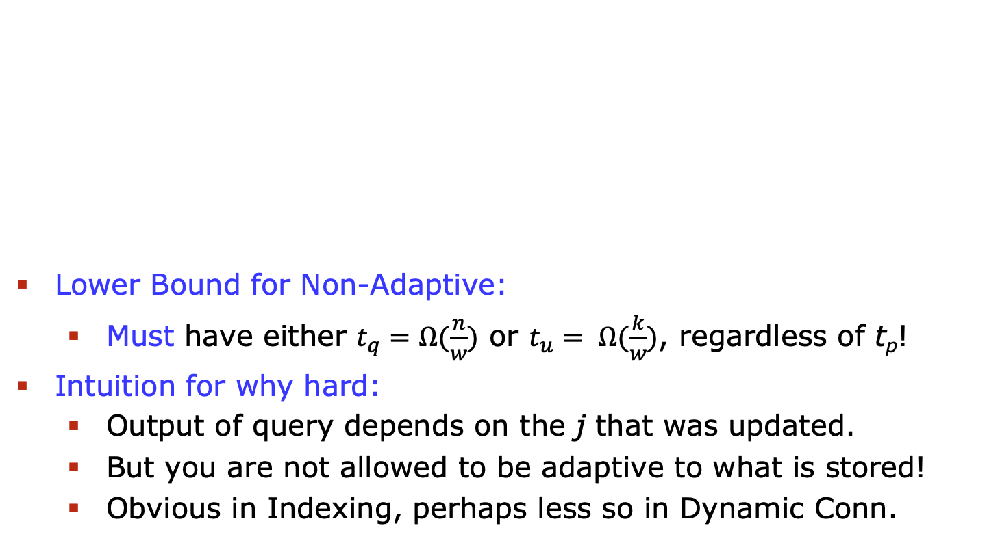 ▪ Lower Bound for Non-Adaptive:
▪ Must have either $t_q = \Omega(\frac{n}{w})$ or $t_u = \Omega(\frac{k}{w})$, regardless of $t_p$!
▪ Intuition for why hard:
▪ Output of query depends on the j that was updated.
▪ But you are not allowed to be adaptive to what is stored!
▪ Obvious in Indexing, perhaps less so in Dynamic Conn.